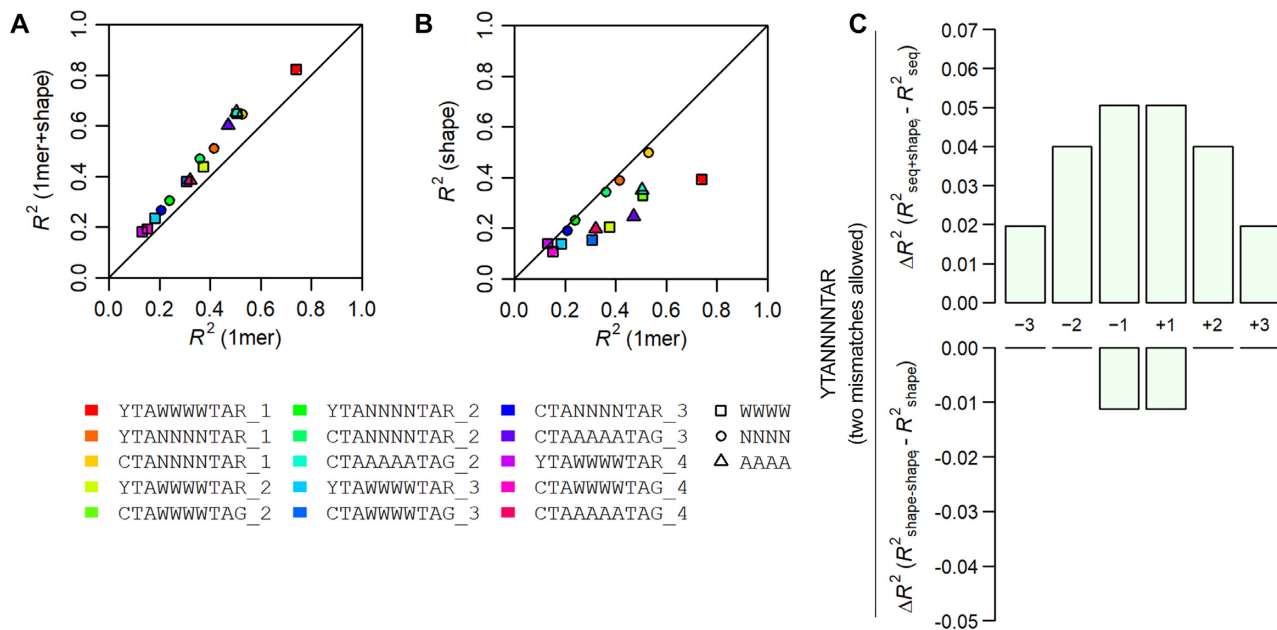 A
B
C
1.0
0.8
0.6
0.4
0.2
0.0
R² (1mer+shape)
0.0 0.2 0.4 0.6 0.8 1.0
R² (1mer)
1.0
0.8
0.6
0.4
0.2
0.0
R² (shape)
0.0 0.2 0.4 0.6 0.8 1.0
R² (1mer)
YTAWWWWTAR_1
YTANNNNTAR_1
CTANNNNTAR_1
YTAWWWWTAR_2
CTAWWWWTAG_2
YTANNNNTAR_2
CTANNNNTAR_2
CTAAAAATAG_2
YTAWWWWTAR_3
CTAWWWWTAG_3
CTANNNNTAR_3
CTAAAAATAG_3
YTAWWWWTAR_4
CTAWWWWTAG_4
CTAAAAATAG_4
WWWW
NNNN
AAAA
YTANNNNTAR
(two mismatches allowed)
ΔR² (R²seq+shapei - R²seq)
0.07
0.06
0.05
0.04
0.03
0.02
0.01
0.00
−3 −2 −1 +1 +2 +3
ΔR² (R²shape-shapei - R²shape)
0.00
-0.01
-0.02
-0.03
-0.04
-0.05